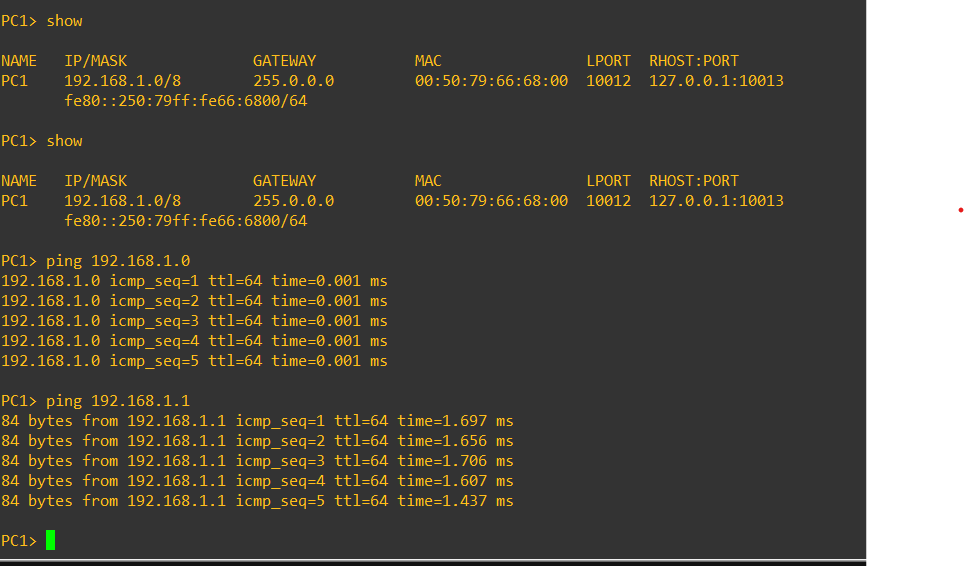 PC1> show
NAME IP/MASK GATEWAY MAC LPORT RHOST:PORT
PC1 192.168.1.0/8 255.0.0.0 00:50:79:66:68:00 10012 127.0.0.1:10013
fe80::250:79ff:fe66:6800/64
PC1> show
NAME IP/MASK GATEWAY MAC LPORT RHOST:PORT
PC1 192.168.1.0/8 255.0.0.0 00:50:79:66:68:00 10012 127.0.0.1:10013
fe80::250:79ff:fe66:6800/64
PC1> ping 192.168.1.0
192.168.1.0 icmp_seq=1 ttl=64 time=0.001 ms
192.168.1.0 icmp_seq=2 ttl=64 time=0.001 ms
192.168.1.0 icmp_seq=3 ttl=64 time=0.001 ms
192.168.1.0 icmp_seq=4 ttl=64 time=0.001 ms
192.168.1.0 icmp_seq=5 ttl=64 time=0.001 ms
PC1> ping 192.168.1.1
84 bytes from 192.168.1.1 icmp_seq=1 ttl=64 time=1.697 ms
84 bytes from 192.168.1.1 icmp_seq=2 ttl=64 time=1.656 ms
84 bytes from 192.168.1.1 icmp_seq=3 ttl=64 time=1.706 ms
84 bytes from 192.168.1.1 icmp_seq=4 ttl=64 time=1.607 ms
84 bytes from 192.168.1.1 icmp_seq=5 ttl=64 time=1.437 ms
PC1>